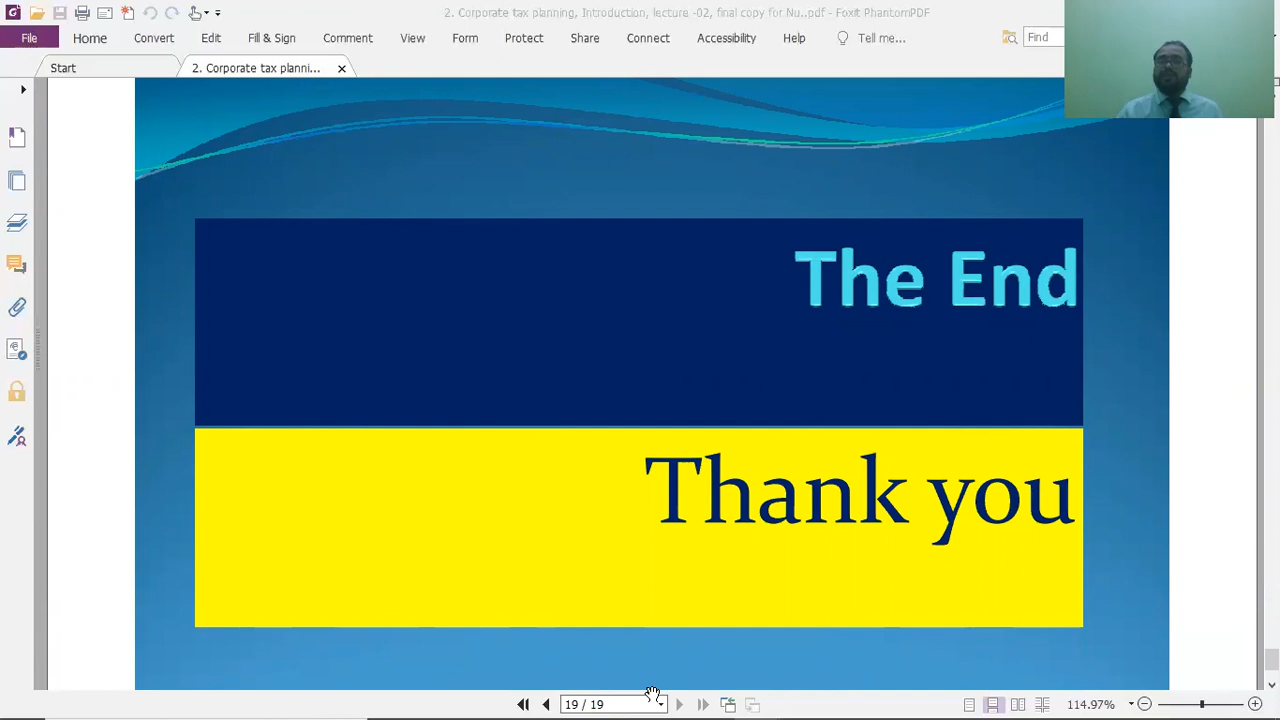 2. Corporate tax planning, Introduction, lecture -02, final copy for Nu..pdf - Foxit PhantomPDF
File Home Convert Edit Fill & Sign Comment View Form Protect Share Connect Accessibility Help Tell me... Find
Start 2. Corporate tax planni...
The End
Thank you
19 / 19 114.97%